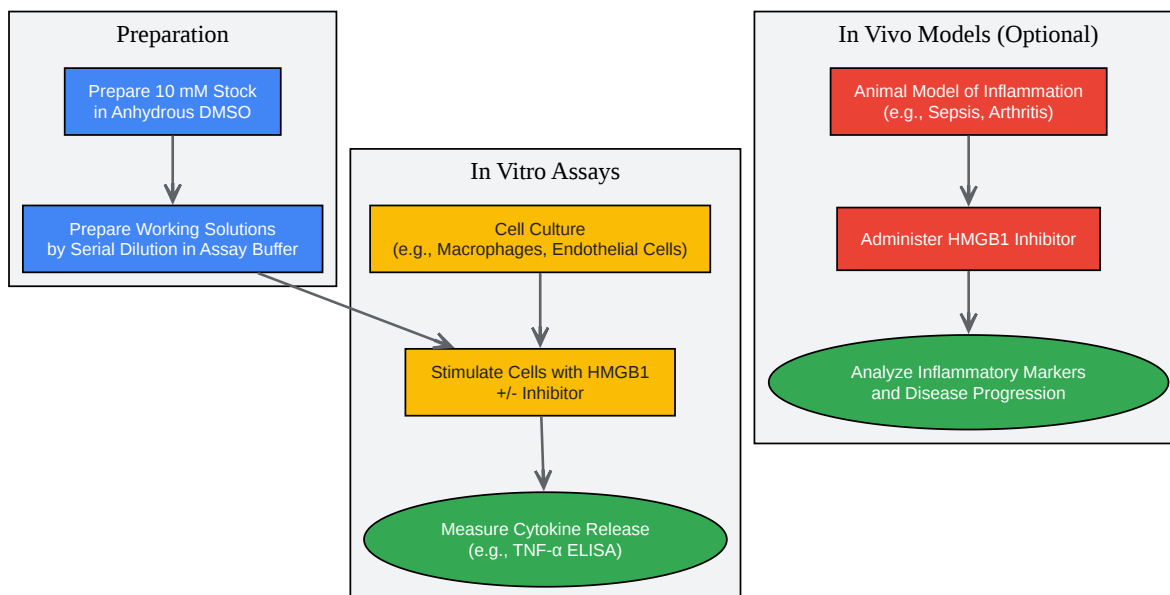 Preparation
Prepare 10 mM Stock
in Anhydrous DMSO
Prepare Working Solutions
by Serial Dilution in Assay Buffer
In Vitro Assays
Cell Culture
(e.g., Macrophages, Endothelial Cells)
Stimulate Cells with HMGB1
+/- Inhibitor
Measure Cytokine Release
(e.g., TNF-α ELISA)
In Vivo Models (Optional)
Animal Model of Inflammation
(e.g., Sepsis, Arthritis)
Administer HMGB1 Inhibitor
Analyze Inflammatory Markers
and Disease Progression